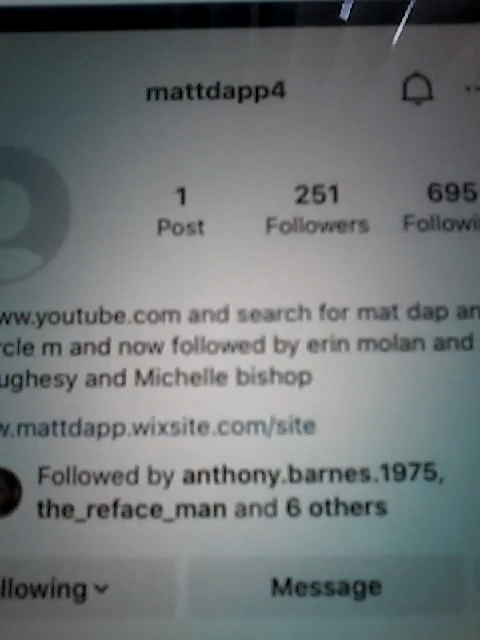 mattdapp4
1 251 695
Post Followers Followi
ww.youtube.com and search for mat dap an
rcle m and now followed by erin molan and
ughesy and Michelle bishop
w.mattdapp.wixsite.com/site
Followed by anthony.barnes.1975,
the_reface_man and 6 others
llowing Message